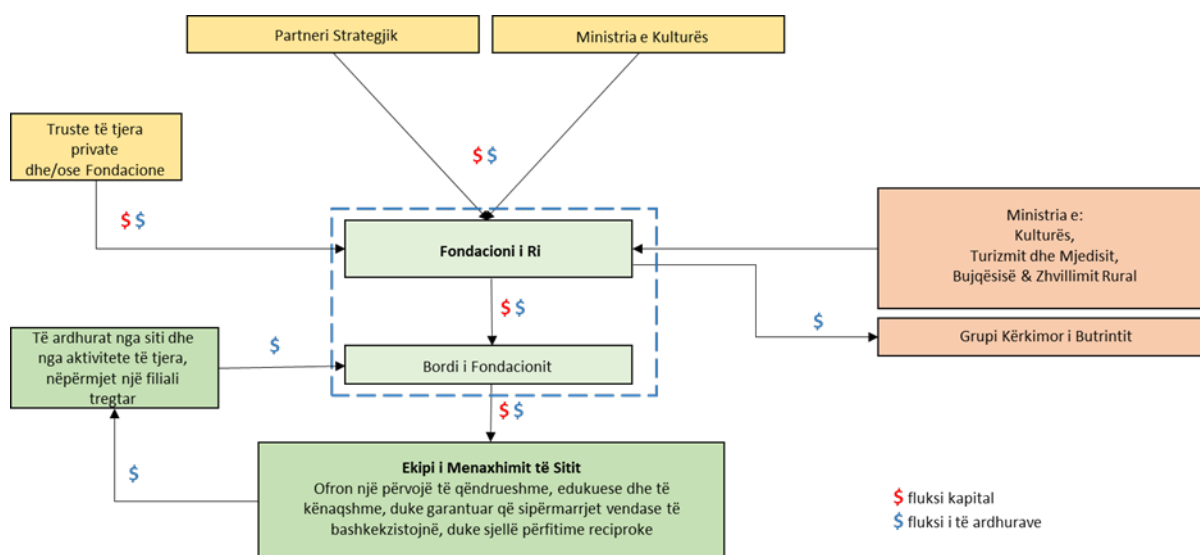 Partneri Strategjik
Ministria e Kulturës
Truste të tjera
private
dhe/ose Fondacione
$ $
$ $
Fondacioni i Ri
Ministria e:
Kulturës,
Turizmit dhe Mjedisit,
Bujqësisë & Zhvillimit Rural
$ $
$
Grupi Kërkimor i Butrintit
Të ardhurat nga siti dhe
nga aktivitete të tjera,
nëpërmjet një filiali
tregtar
$
Bordi i Fondacionit
$ $
$
Ekipi i Menaxhimit të Sitit
Ofron një përvojë të qëndrueshme, edukuese dhe të
kënaqshme, duke garantuar që sipërmarrjet vendase të
bashkekzistojnë, duke sjellë përfitime reciproke
$ fluksi kapital
$ fluksi i të ardhurave